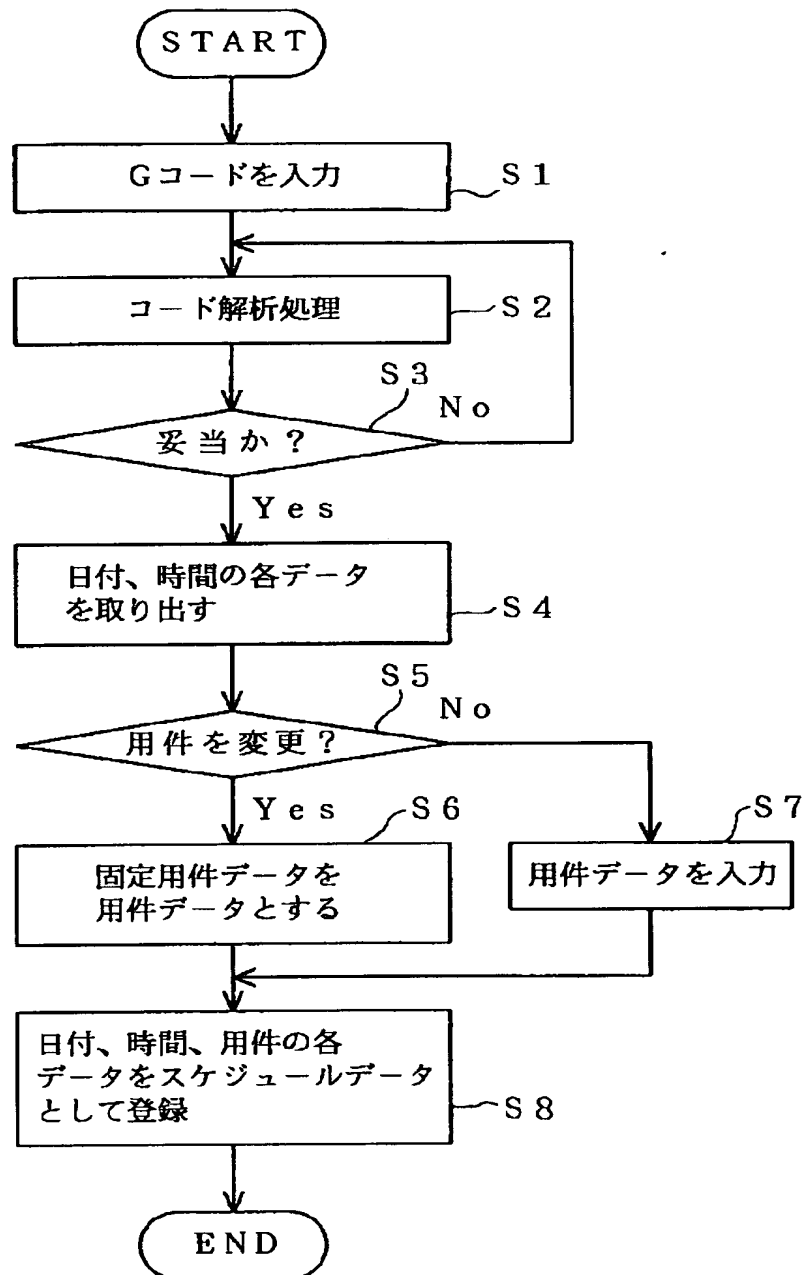 START
Gコードを入力
S1
コード解析処理
S2
S3
No
妥当か?
Yes
日付、時間の各データ
を取り出す
S4
S5
No
用件を変更?
Yes
S6
S7
固定用件データを
用件データとする
用件データを入力
日付、時間、用件の各
データをスケジュールデータ
として登録
S8
END